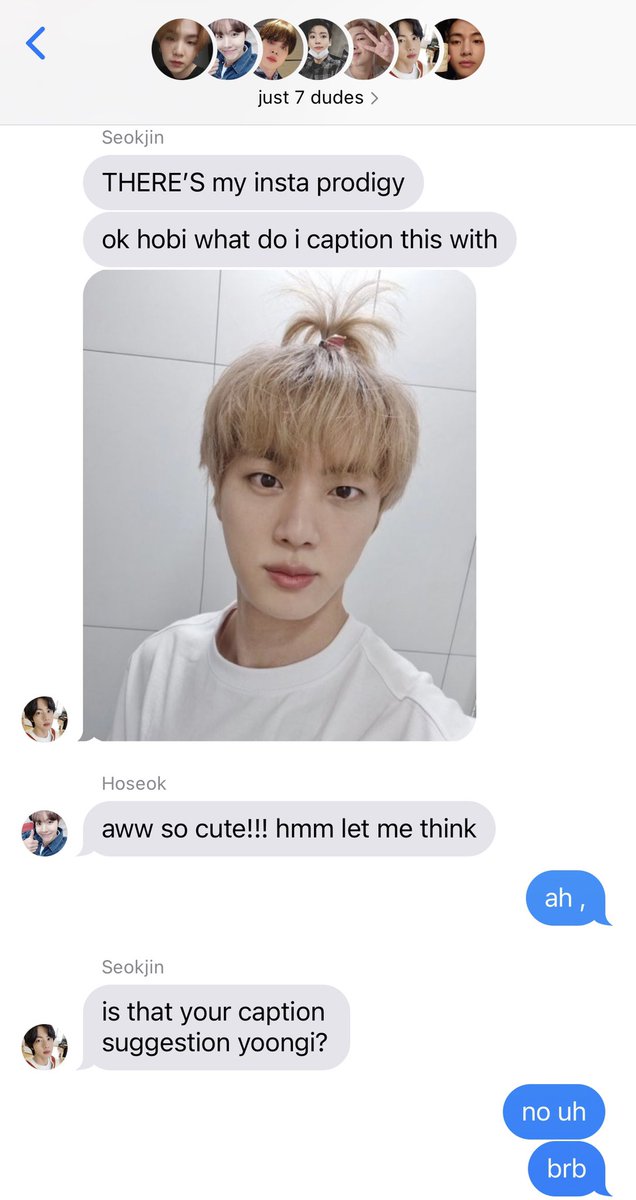 just 7 dudes
Seokjin
THERE’S my insta prodigy
ok hobi what do i caption this with
Hoseok
aww so cute!!! hmm let me think
ah ,
Seokjin
is that your caption
suggestion yoongi?
no uh
brb